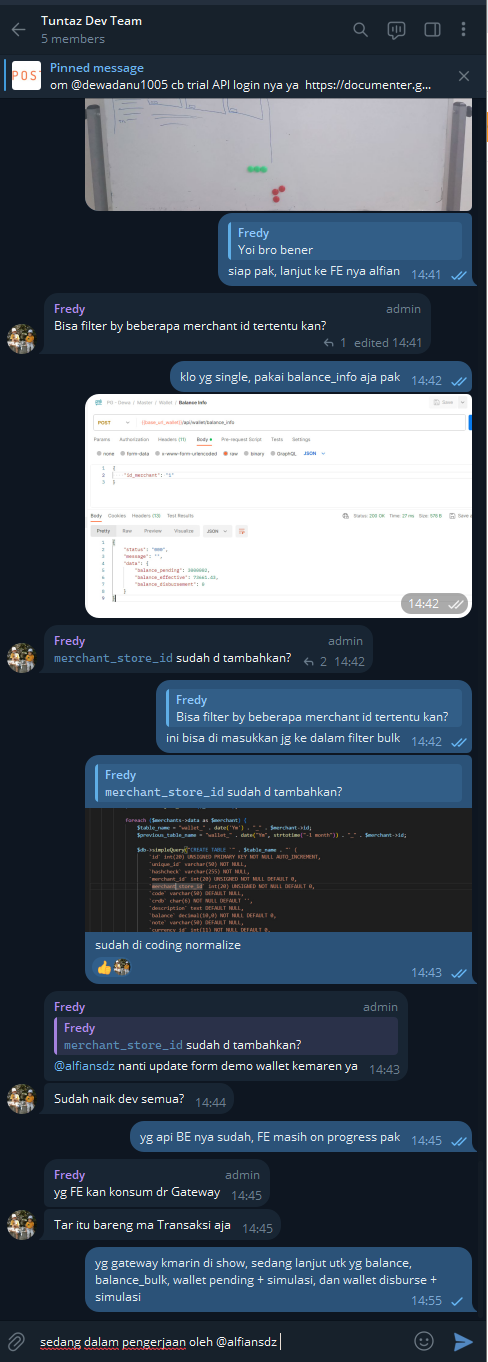 Tuntaz Dev Team
5 members
POST
Pinned message
om @dewadanu1005 cb trial API login nya ya https://documenter.g...
Fredy
Yoi bro bener
siap pak, lanjut ke FE nya alfian
14:41
Fredy
admin
Bisa filter by beberapa merchant id tertentu kan?
1 edited 14:41
klo yg single, pakai balance_info aja pak
14:42
PG - Dewa / Master / Wallet / Balance Info
Save
POST
{{base_url_wallet}}/api/wallet/balance_info
Params Authorization Headers (11) Body Pre-request Script Tests Settings
none form-data x-www-form-urlencoded raw binary GraphQL JSON
1 {
2 "id_merchant": "1"
3 }
Body Cookies Headers (13) Test Results
Status: 200 OK Time: 27 ms Size: 578 B
Pretty Raw Preview Visualize JSON
1 {
2 "status": "000",
3 "message": "",
4 "data": {
5 "balance_pending": 3000002,
6 "balance_effective": 73661.43,
7 "balance_disbursement": 0
8 }
9 }
14:42
Fredy
admin
merchant_store_id sudah d tambahkan?
2 14:42
Fredy
Bisa filter by beberapa merchant id tertentu kan?
ini bisa di masukkan jg ke dalam filter bulk
14:42
Fredy
merchant_store_id sudah d tambahkan?
foreach ($merchants->data as $merchant) {
$table_name = "wallet_" . date('Ym') . "_" . $merchant->id;
$previous_table_name = "wallet_" . date("Ym", strtotime("-1 month")) . "_" . $merchant->id;
$db->simpleQuery("CREATE TABLE `" . $table_name . "` (
`id` int(20) UNSIGNED PRIMARY KEY NOT NULL AUTO_INCREMENT,
`unique_id` varchar(50) NOT NULL,
`hashcheck` varchar(255) NOT NULL,
`merchant_id` int(20) UNSIGNED NOT NULL DEFAULT 0,
`merchant_store_id` int(20) UNSIGNED NOT NULL DEFAULT 0,
`code` varchar(50) DEFAULT NULL,
`crdb` char(6) NOT NULL DEFAULT '',
`description` text DEFAULT NULL,
`balance` decimal(10,0) NOT NULL DEFAULT 0,
`note` varchar(50) DEFAULT NULL,
`currency_id` int(11) NOT NULL DEFAULT 0,
sudah di coding normalize
14:43
Fredy
admin
Fredy
merchant_store_id sudah d tambahkan?
@alfiansdz nanti update form demo wallet kemaren ya
14:43
Sudah naik dev semua?
14:44
yg api BE nya sudah, FE masih on progress pak
14:45
Fredy
admin
yg FE kan konsum dr Gateway
14:45
Tar itu bareng ma Transaksi aja
14:45
yg gateway kmarin di show, sedang lanjut utk yg balance,
balance_bulk, wallet pending + simulasi, dan wallet disburse +
simulasi
14:55
sedang dalam pengerjaan oleh @alfiansdz